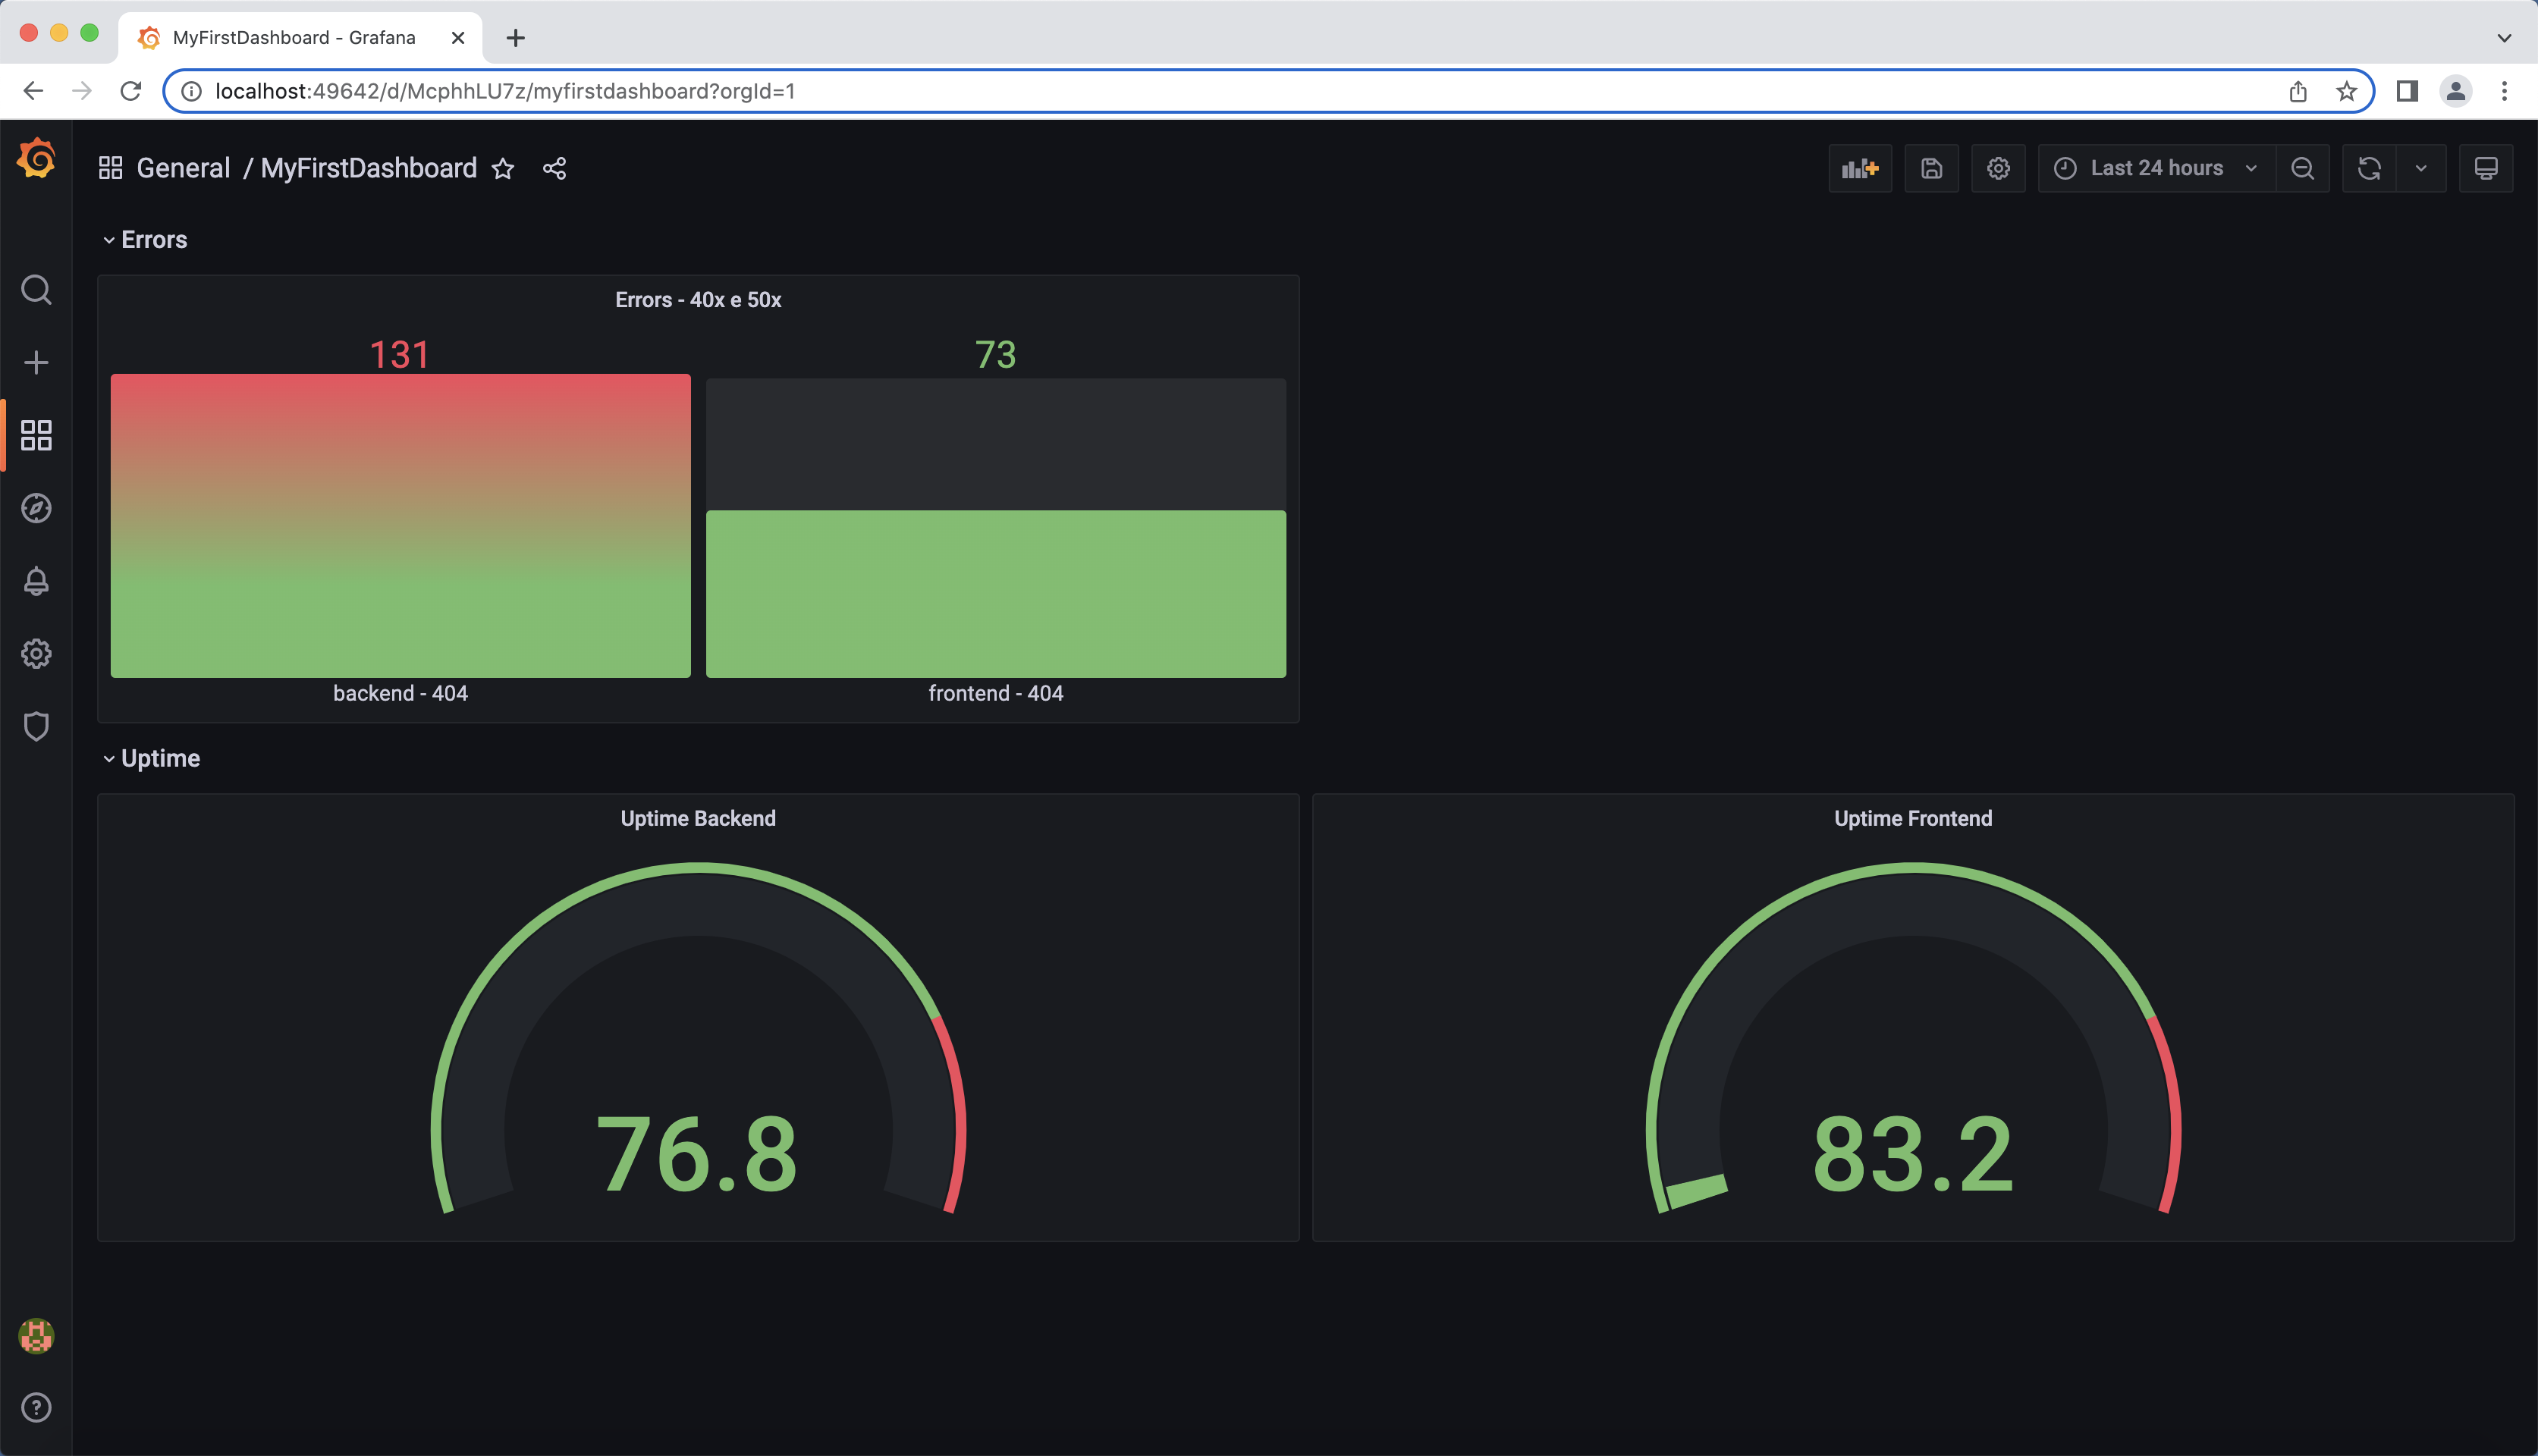 MyFirstDashboard - Grafana
localhost:49642/d/McphhLU7z/myfirstdashboard?orgId=1
General / MyFirstDashboard
Last 24 hours
Errors
Errors - 40x e 50x
131
73
backend - 404
frontend - 404
Uptime
Uptime Backend
Uptime Frontend
76.8
83.2